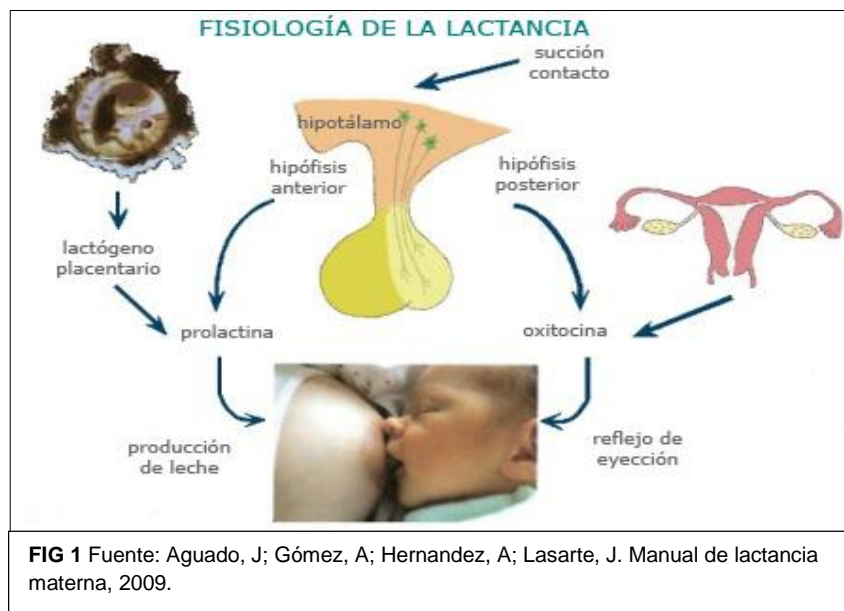 FISIOLOGÍA DE LA LACTANCIA
succión
contacto
hipotálamo
hipófisis
anterior
hipófisis
posterior
lactógeno
placentario
prolactina
oxitocina
producción
de leche
reflejo de
eyección
FIG 1 Fuente: Aguado, J; Gómez, A; Hernandez, A; Lasarte, J. Manual de lactancia
materna, 2009.